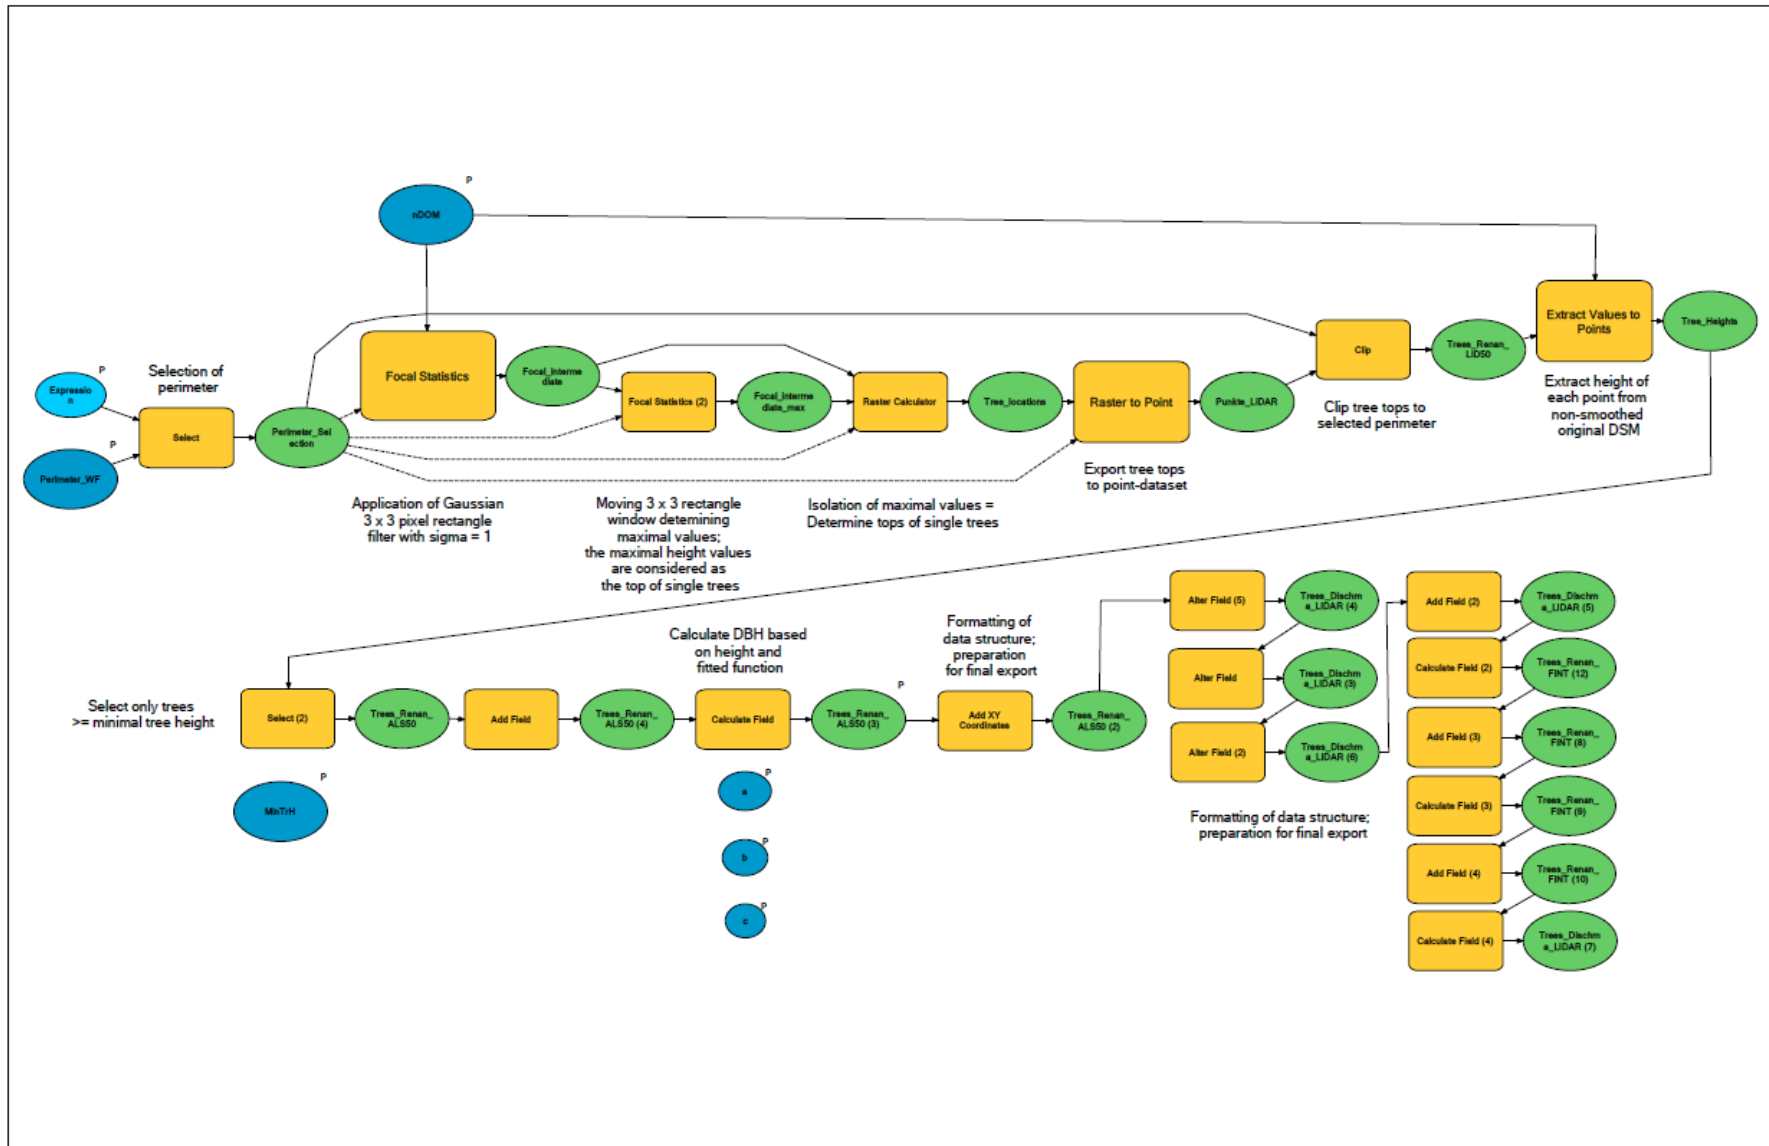 P
nDOM
P
Expressio
n
P
Perimeter_WF
Selection of
perimeter
Select
Perimeter_Sel
ection
Focal Statistics
Focal_Interme
diate
Focal Statistics (2)
Focal_Interme
diate_max
Raster Calculator
Tree_locations
Raster to Point
Punkte_LIDAR
Clip
Trees_Renan_
LID50
Extract Values to
Points
Tree_Heights
Application of Gaussian
3 x 3 pixel rectangle
filter with sigma = 1
Moving 3 x 3 rectangle
window detemining
maximal values;
the maximal height values
are considered as
the top of single trees
Isolation of maximal values =
Determine tops of single trees
Export tree tops
to point-dataset
Clip tree tops to
selected perimeter
Extract height of
each point from
non-smoothed
original DSM
Select only trees
>= minimal tree height
Select (2)
P
MinTrH
Trees_Renan_
ALS50
Add Field
Trees_Renan_
ALS50 (4)
Calculate DBH based
on height and
fitted function
Calculate Field
P
a
P
b
P
c
P
Trees_Renan_
ALS50 (3)
Formatting of
data structure;
preparation
for final export
Add XY
Coordinates
Trees_Renan_
ALS50 (2)
Alter Field (5)
Trees_Dischm
a_LIDAR (4)
Alter Field
Trees_Dischm
a_LIDAR (3)
Alter Field (2)
Trees_Dischm
a_LIDAR (6)
Formatting of data structure;
preparation for final export
Add Field (2)
Trees_Dischm
a_LIDAR (5)
Calculate Field (2)
Trees_Renan_
FINT (12)
Add Field (3)
Trees_Renan_
FINT (8)
Calculate Field (3)
Trees_Renan_
FINT (9)
Add Field (4)
Trees_Renan_
FINT (10)
Calculate Field (4)
Trees_Dischm
a_LIDAR (7)